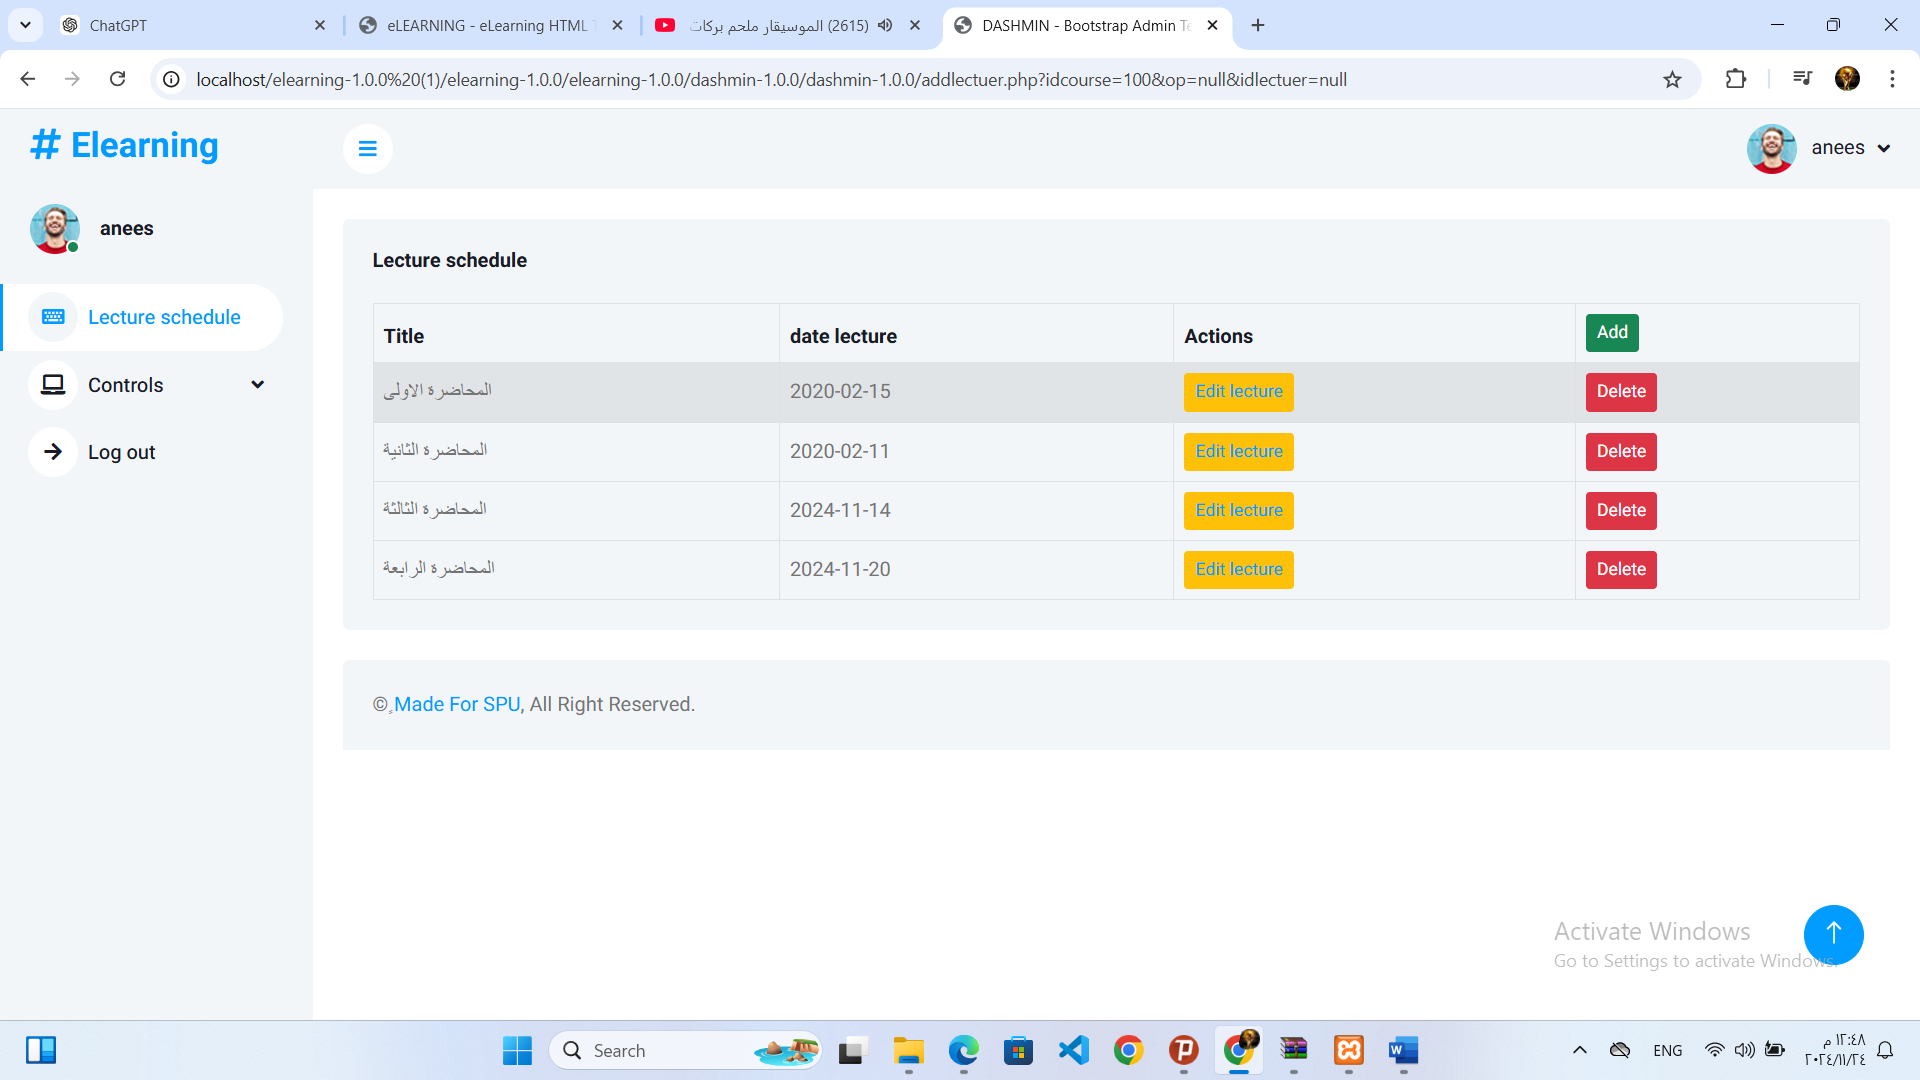 ChatGPT
eLEARNING - eLearning HTML
(2615) الموسيقار ملحم بركات
DASHMIN - Bootstrap Admin Te
localhost/elearning-1.0.0%20(1)/elearning-1.0.0/elearning-1.0.0/dashmin-1.0.0/dashmin-1.0.0/addlectuer.php?idcourse=100&op=null&idlectuer=null
# Elearning
anees
anees
Lecture schedule
Controls
Log out
Lecture schedule
Title date lecture Actions Add
المحاضرة الاولى 2020-02-15 Edit lecture Delete
المحاضرة الثانية 2020-02-11 Edit lecture Delete
المحاضرة الثالثة 2024-11-14 Edit lecture Delete
المحاضرة الرابعة 2024-11-20 Edit lecture Delete
© Made For SPU, All Right Reserved.
Activate Windows
Go to Settings to activate Windows.
Search
ENG
١٢:٤٨ م
٢٠٢٤/١١/٢٤